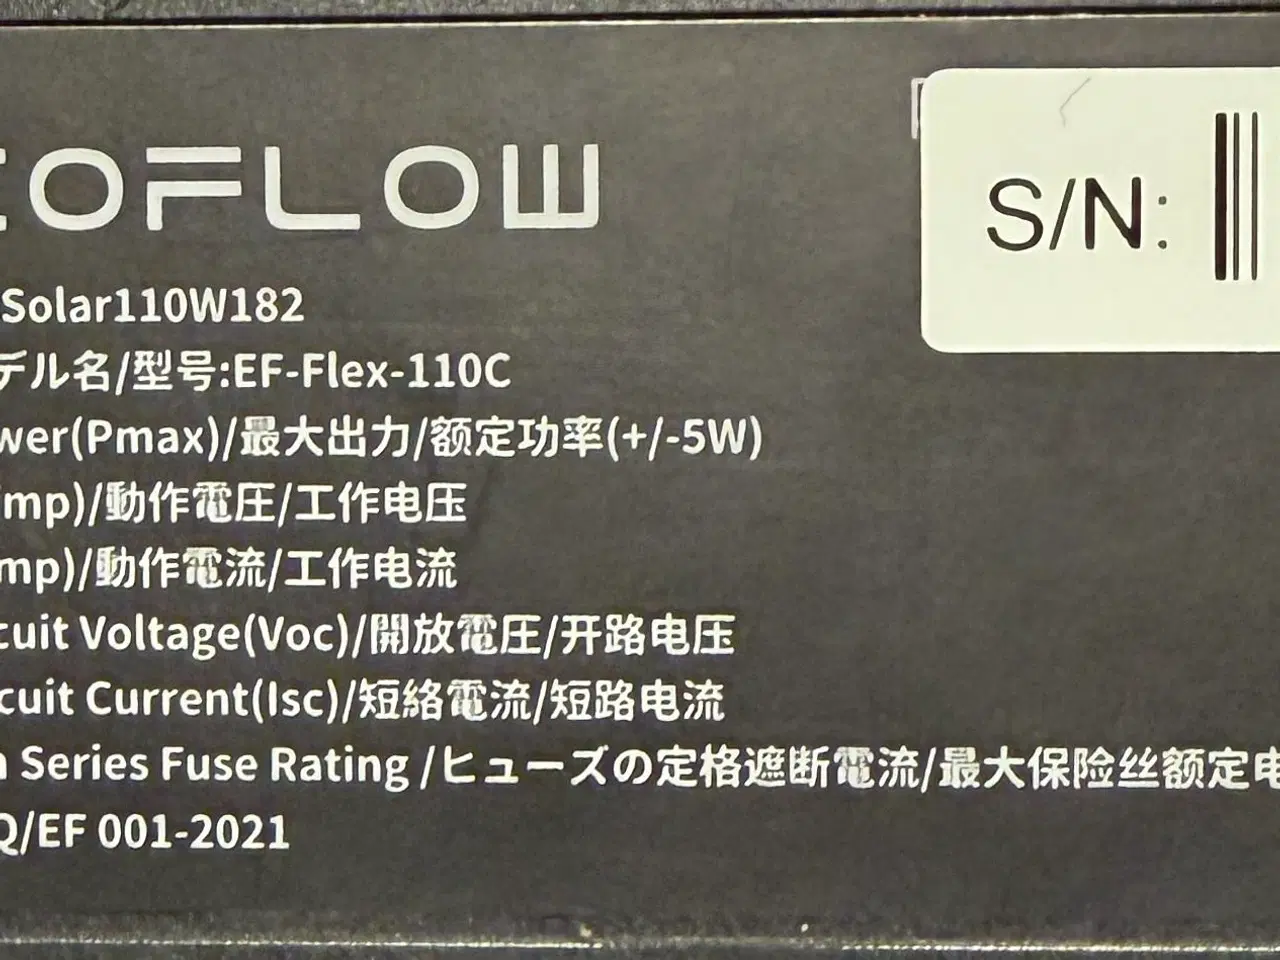 ECOFLOW
S/N:
Solar110W182
デル名/型号:EF-Flex-110C
wer(Pmax)/最大出力/额定功率(+/-5W)
mp)/動作電圧/工作电压
mp)/動作電流/工作电流
cuit Voltage(Voc)/開放電圧/开路电压
cuit Current(Isc)/短絡電流/短路电流
n Series Fuse Rating /ヒューズの定格遮断電流/最大保险丝额定电
Q/EF 001-2021